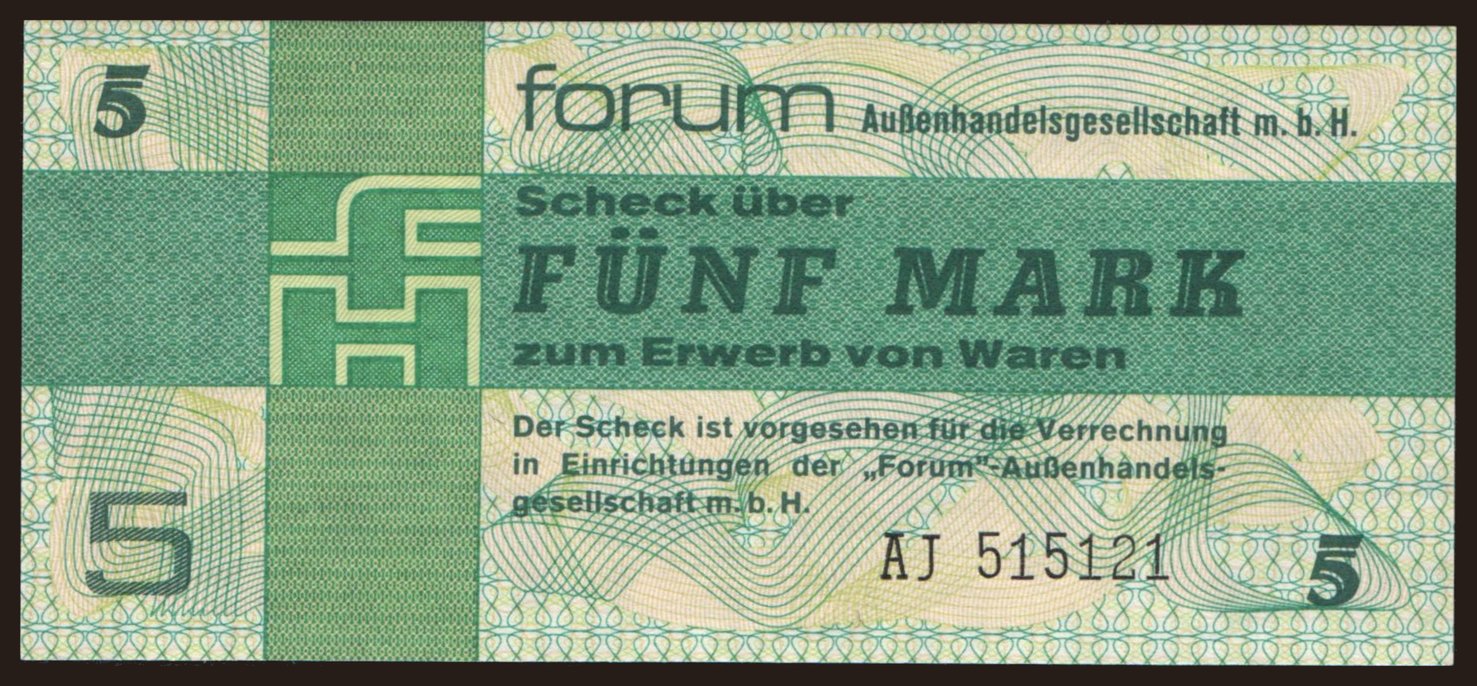 5
forum Außenhandelsgesellschaft m. b. H.
Scheck über
FÜNF MARK
zum Erwerb von Waren
Der Scheck ist vorgesehen für die Verrechnung
in Einrichtungen der „Forum"-Außenhandels-
gesellschaft m. b. H.
5
AJ 515121
5